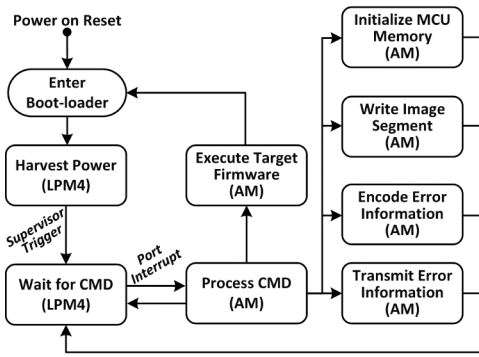 Power on Reset
Enter
Boot-loader
Harvest Power
(LPM4)
Supervisor
Trigger
Wait for CMD
(LPM4)
Port
Interrupt
Process CMD
(AM)
Execute Target
Firmware
(AM)
Initialize MCU
Memory
(AM)
Write Image
Segment
(AM)
Encode Error
Information
(AM)
Transmit Error
Information
(AM)